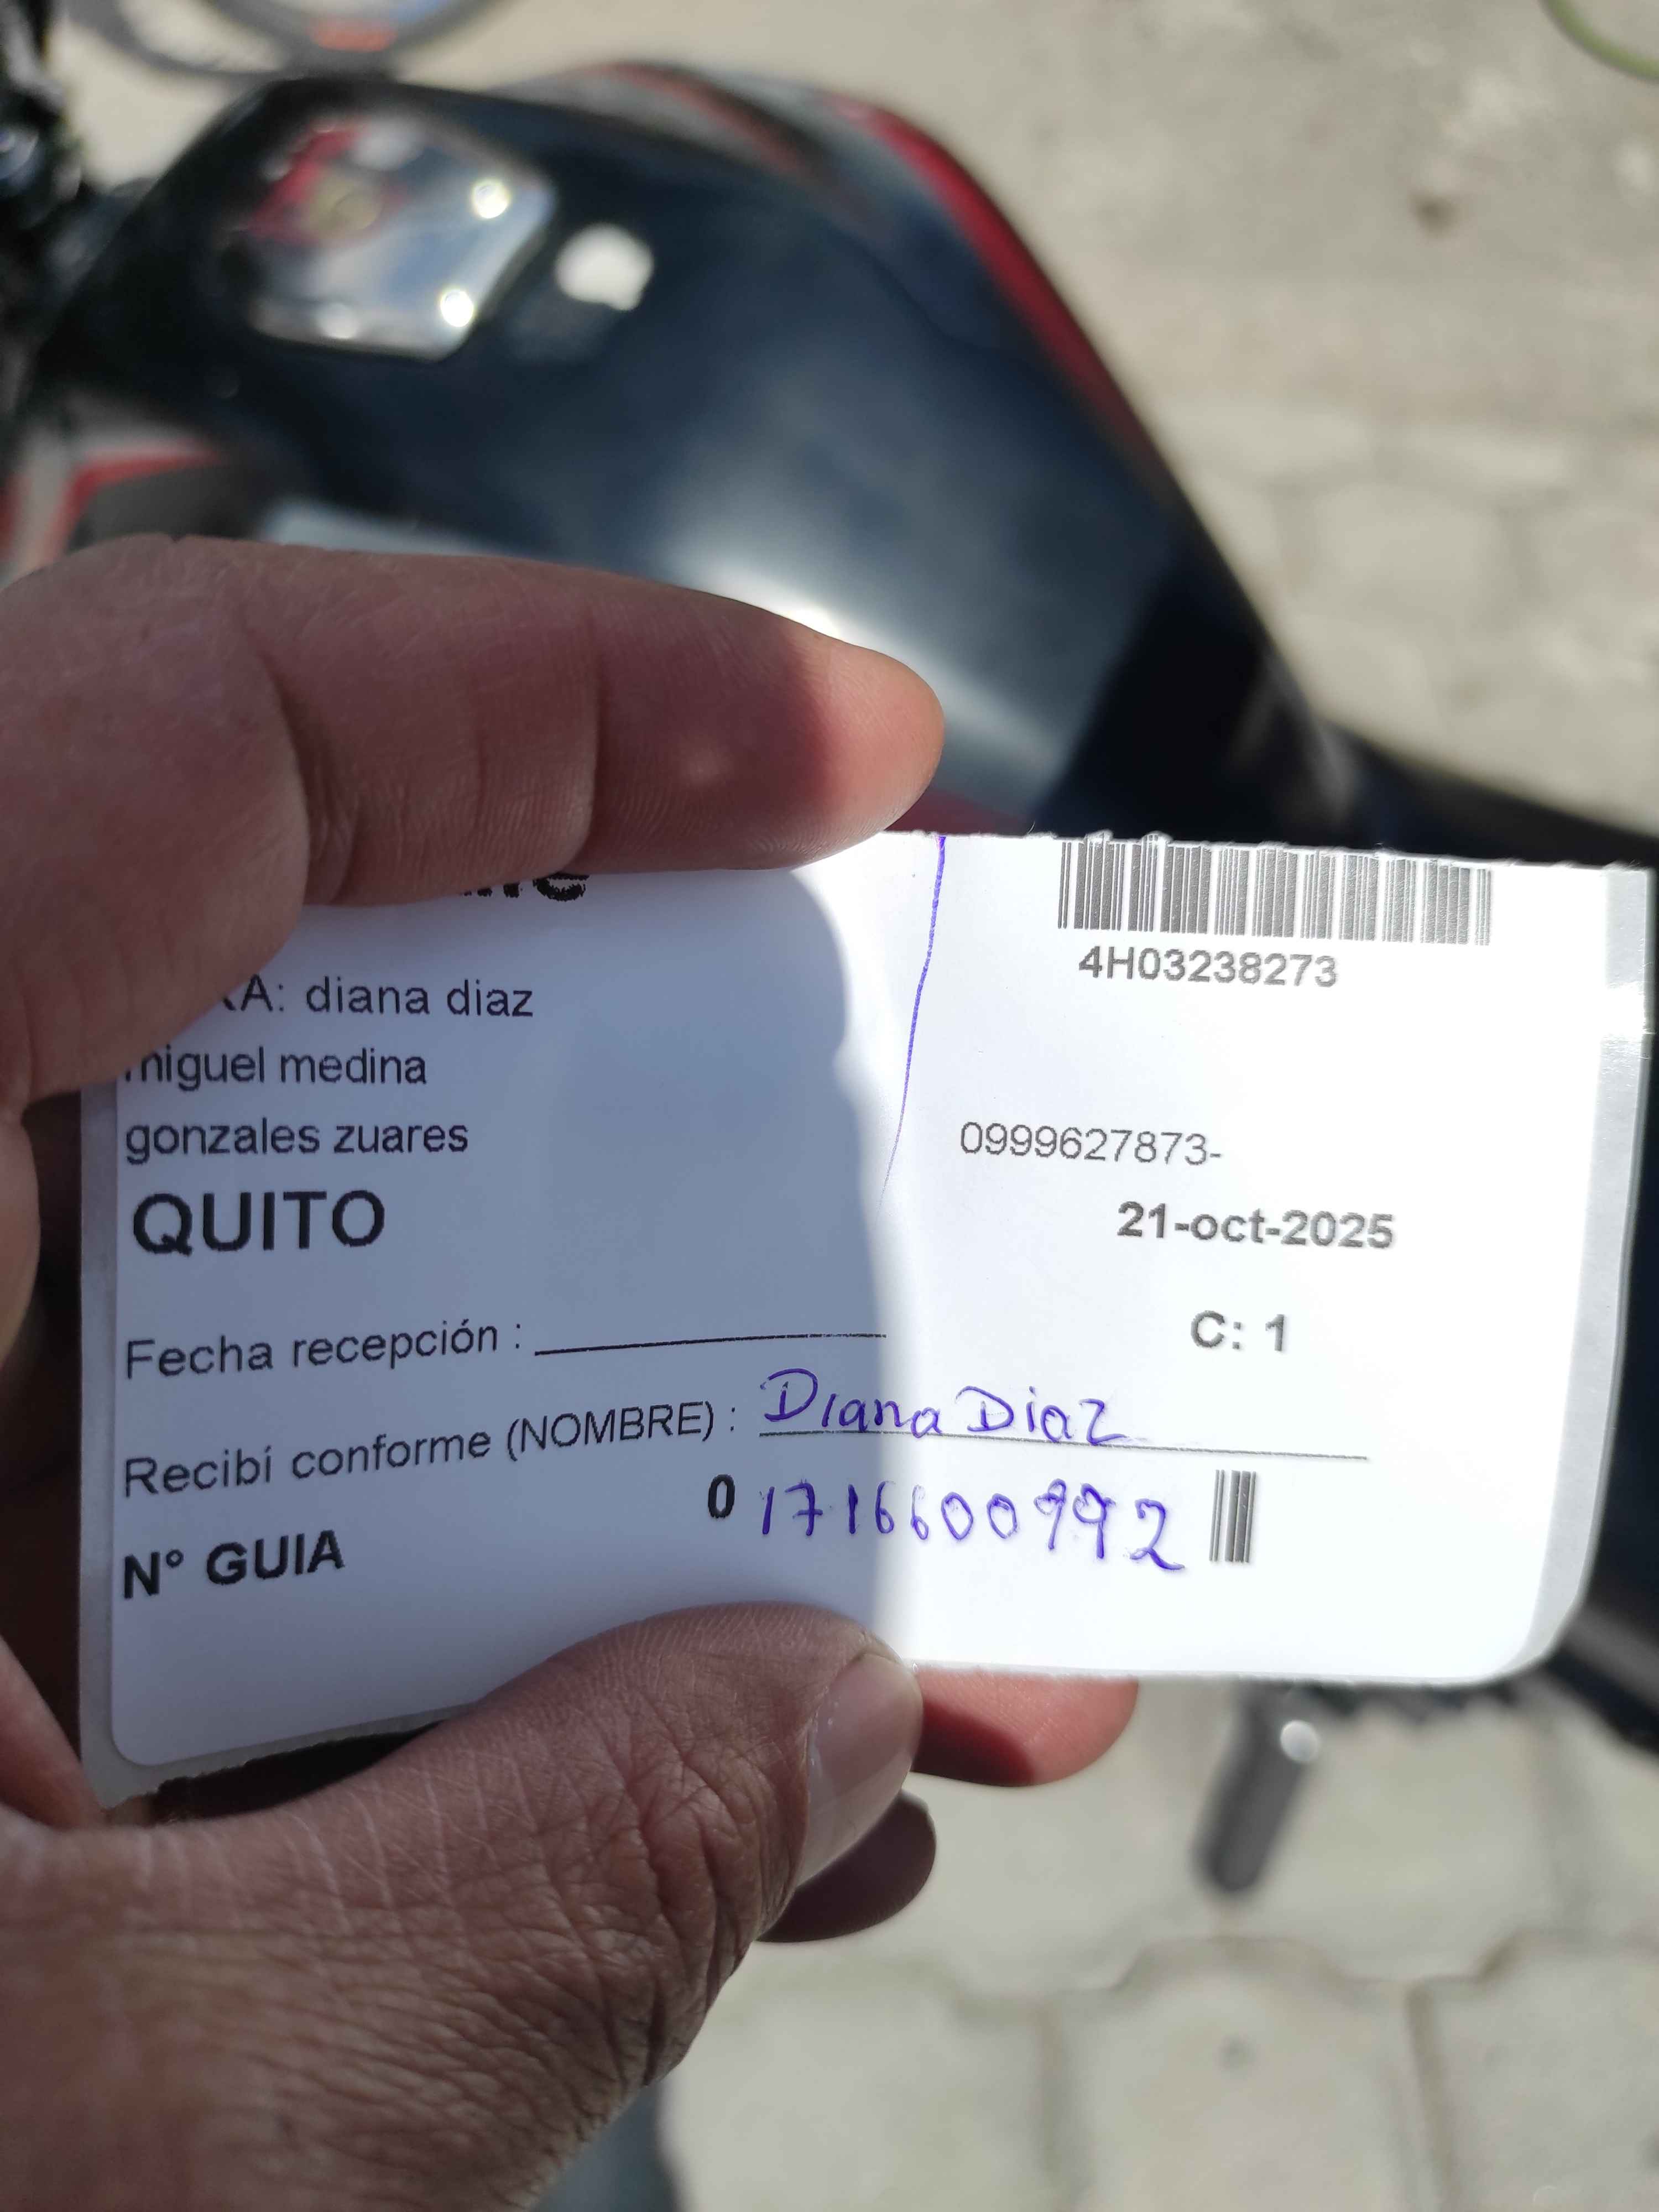 4H03238273
diana diaz
medina
gonzales zuares
0999627873-
QUITO
21-oct-2025
C: 1
Fecha recepción :
Recibí conforme (NOMBRE) : Diana Diaz
0 1716600992
N° GUIA